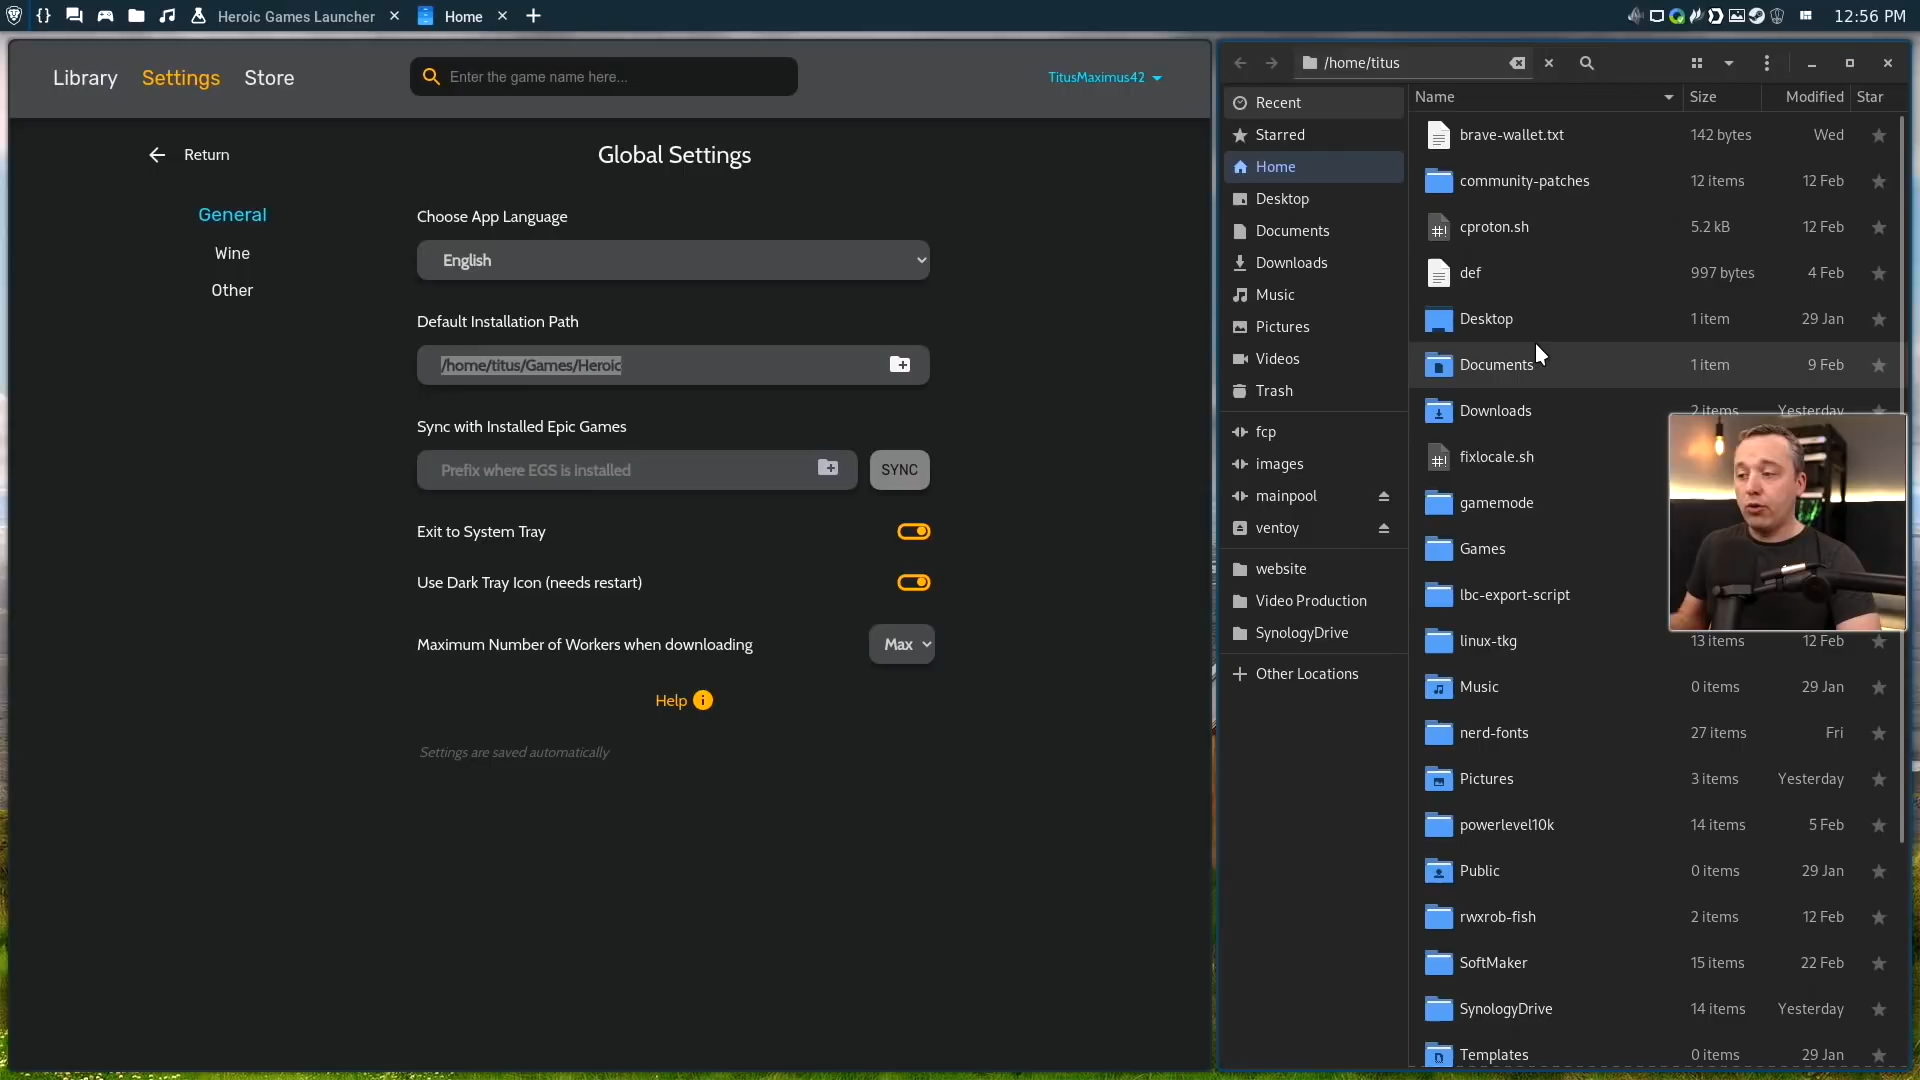 {} Heroic Games Launcher × Home × + 12:56 PM
Library Settings Store
Enter the game name here...
TitusMaximus42
Return
Global Settings
General
Wine
Other
Choose App Language
English
Default Installation Path
/home/titus/Games/Heroic
Sync with Installed Epic Games
Prefix where EGS is installed
SYNC
Exit to System Tray
Use Dark Tray Icon (needs restart)
Maximum Number of Workers when downloading
Max
Help i
Settings are saved automatically
/home/titus
Recent
Starred
Home
Desktop
Documents
Downloads
Music
Pictures
Videos
Trash
fcp
images
mainpool
ventoy
website
Video Production
SynologyDrive
Other Locations
Name Size Modified Star
brave-wallet.txt 142 bytes Wed
community-patches 12 items 12 Feb
cproton.sh 5.2 kB 12 Feb
def 997 bytes 4 Feb
Desktop 1 item 29 Jan
Documents 1 item 9 Feb
Downloads 2 items Yesterday
fixlocale.sh
gamemode
Games
lbc-export-script
linux-tkg 13 items 12 Feb
Music 0 items 29 Jan
nerd-fonts 27 items Fri
Pictures 3 items Yesterday
powerlevel10k 14 items 5 Feb
Public 0 items 29 Jan
rwxrob-fish 2 items 12 Feb
SoftMaker 15 items 22 Feb
SynologyDrive 14 items Yesterday
Templates 0 items 29 Jan